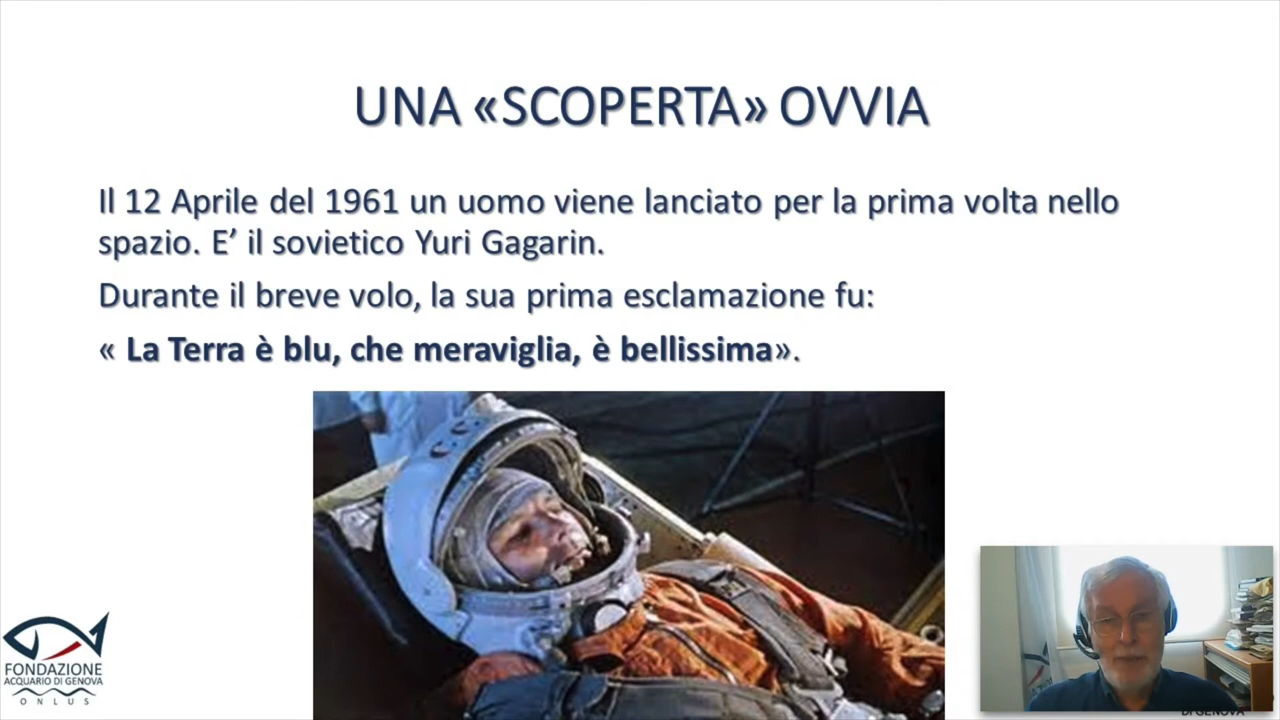 UNA «SCOPERTA» OVVIA
Il 12 Aprile del 1961 un uomo viene lanciato per la prima volta nello
spazio. E’ il sovietico Yuri Gagarin.
Durante il breve volo, la sua prima esclamazione fu:
« La Terra è blu, che meraviglia, è bellissima».
FONDAZIONE
ACQUARIO DI GENOVA
ONLUS
DI GENOVA